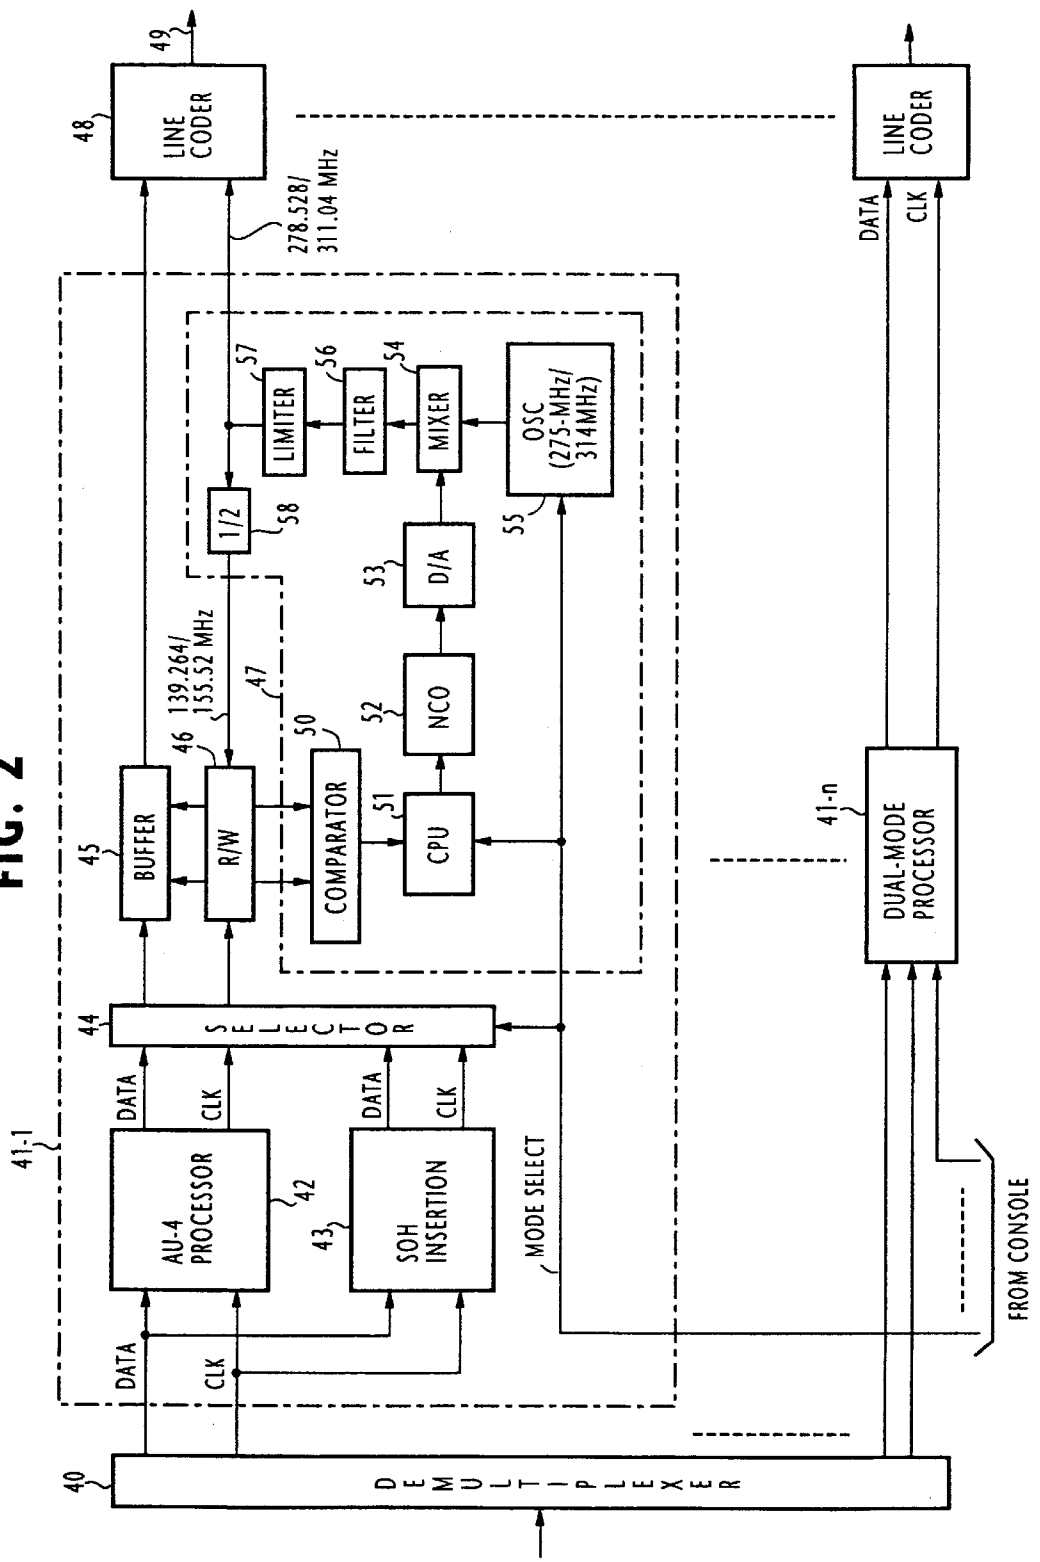 FIG. 2
40
DEMULTIPLEXER
41-1
DATA
CLK
AU-4
PROCESSOR
42
43
SOH
INSERTION
DATA
CLK
DATA
CLK
44
SELECTOR
MODE SELECT
45
BUFFER
46
R/W
139.264/
155.52 MHz
47
50
COMPARATOR
51
CPU
52
NCO
53
D/A
54
MIXER
55
OSC
(275-MHz/
314MHz)
56
FILTER
57
LIMITER
1/2
58
278.528/
311.04 MHz
48
LINE
CODER
49
41-n
DUAL-MODE
PROCESSOR
DATA
CLK
LINE
CODER
FROM CONSOLE